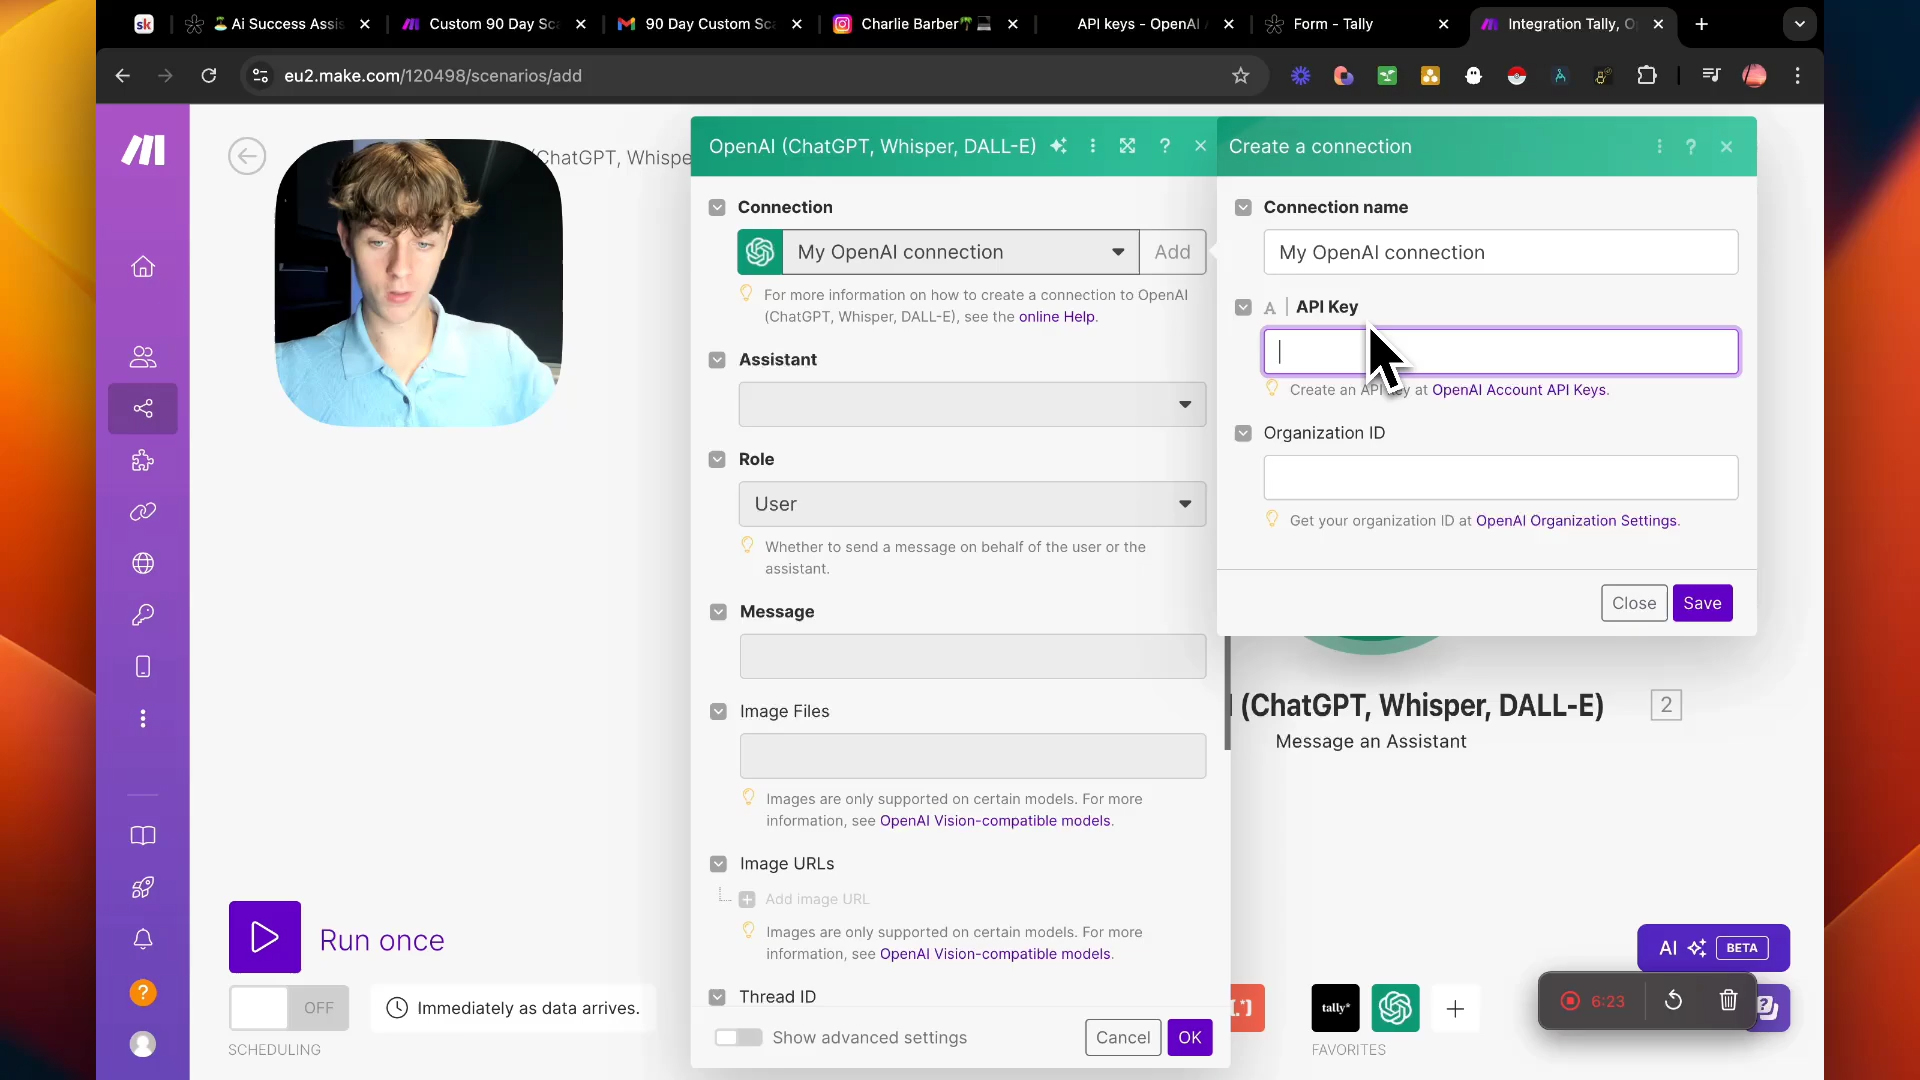 sk
Ai Success Assis
Custom 90 Day Sca
90 Day Custom Sca
Charlie Barber
API keys - OpenAI A
Form - Tally
Integration Tally, O
eu2.make.com/120498/scenarios/add
(ChatGPT, Whispe
OpenAI (ChatGPT, Whisper, DALL-E)
Connection
My OpenAI connection
Add
For more information on how to create a connection to OpenAI
(ChatGPT, Whisper, DALL-E), see the online Help.
Assistant
Role
User
Whether to send a message on behalf of the user or the
assistant.
Message
Image Files
Images are only supported on certain models. For more
information, see OpenAI Vision-compatible models.
Image URLs
Add image URL
Images are only supported on certain models. For more
information, see OpenAI Vision-compatible models.
Thread ID
Show advanced settings
Cancel
OK
Create a connection
Connection name
My OpenAI connection
A | API Key
Create an API key at OpenAI Account API Keys.
Organization ID
Get your organization ID at OpenAI Organization Settings.
Close
Save
(ChatGPT, Whisper, DALL-E)
2
Message an Assistant
Run once
OFF
Immediately as data arrives.
SCHEDULING
tally*
FAVORITES
AI
BETA
6:23